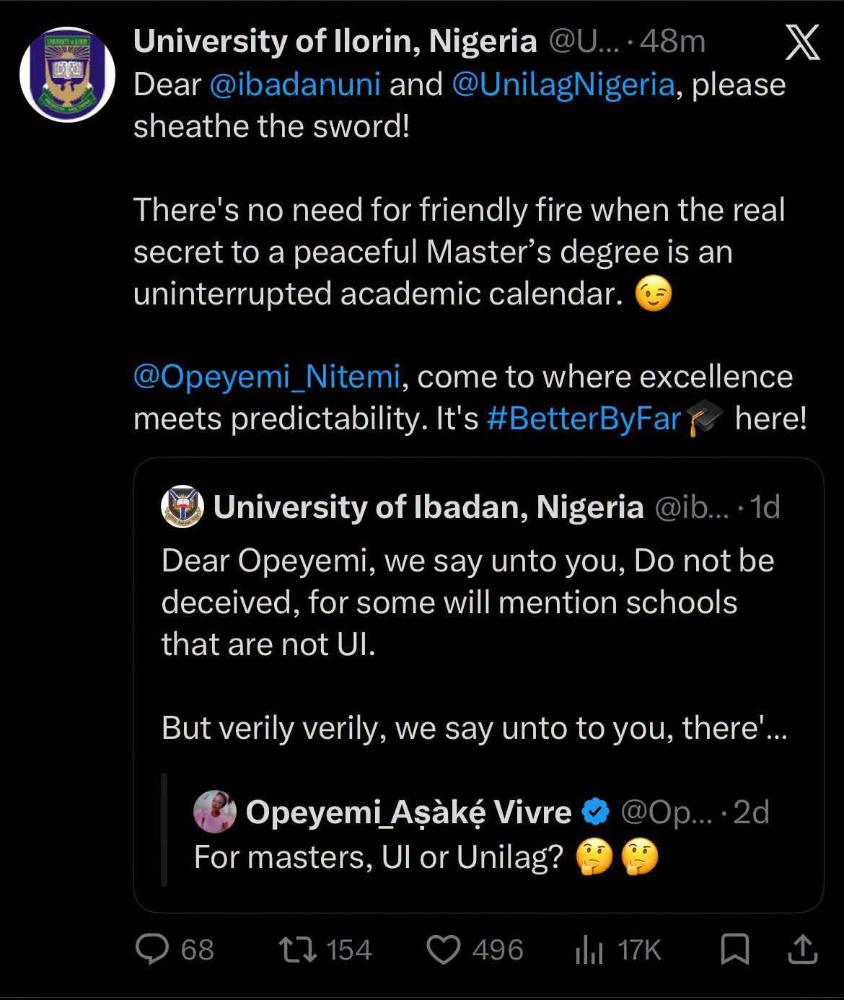 University of Ilorin, Nigeria @U... · 48m
Dear @ibadanuni and @UnilagNigeria, please
sheathe the sword!
There's no need for friendly fire when the real
secret to a peaceful Master’s degree is an
uninterrupted academic calendar. 😉
@Opeyemi_Nitemi, come to where excellence
meets predictability. It's #BetterByFar🎓 here!
University of Ibadan, Nigeria @ib... · 1d
Dear Opeyemi, we say unto you, Do not be
deceived, for some will mention schools
that are not UI.
But verily verily, we say unto to you, there'...
Opeyemi_Aṣàkẹ́ Vivre @Op... · 2d
For masters, UI or Unilag? 🤔🤔
68 154 496 17K